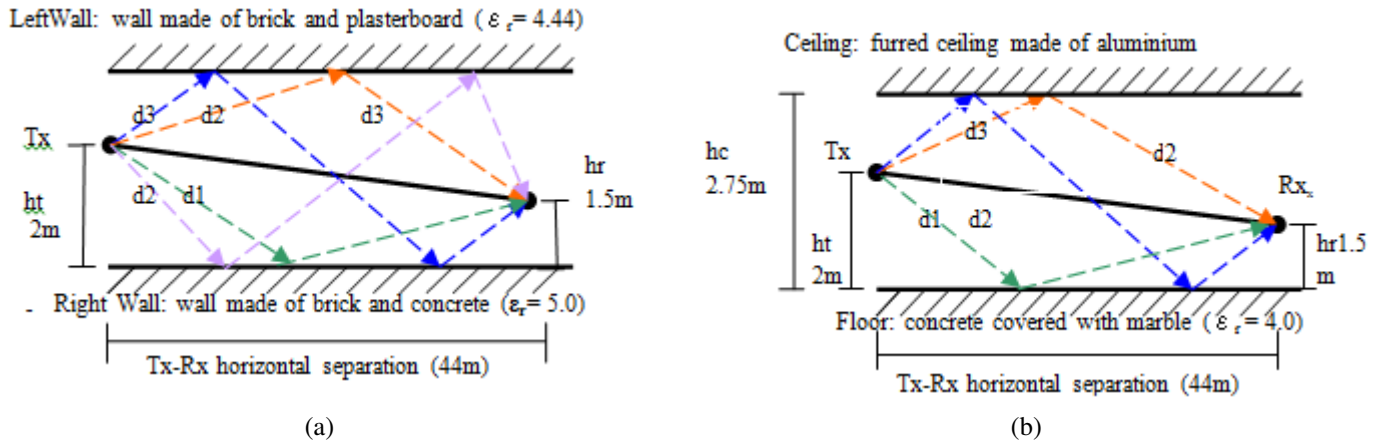 LeftWall: wall made of brick and plasterboard ( ε r = 4.44)
d3
d2
d3
Tx
d2
d1
ht
2m
hr
1.5m
- Right Wall: wall made of brick and concrete (εr= 5.0)
Tx-Rx horizontal separation (44m)
(a)
Ceiling: furred ceiling made of aluminium
hc
2.75m
Tx
d3
d2
Rxx
d1
d2
ht
2m
hr1.5
m
Floor: concrete covered with marble ( ε r = 4.0)
Tx-Rx horizontal separation (44m)
(b)